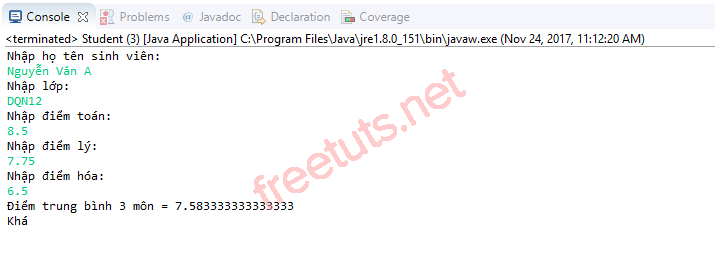 Console Problems @ Javadoc Declaration Coverage
<terminated> Student (3) [Java Application] C:\Program Files\Java\jre1.8.0_151\bin\javaw.exe (Nov 24, 2017, 11:12:20 AM)
Nhập họ tên sinh viên:
Nguyễn Văn A
Nhập lớp:
DQN12
Nhập điểm toán:
8.5
Nhập điểm lý:
7.75
Nhập điểm hóa:
6.5
Điểm trung bình 3 môn = 7.583333333333333
Khá
freetuts.net